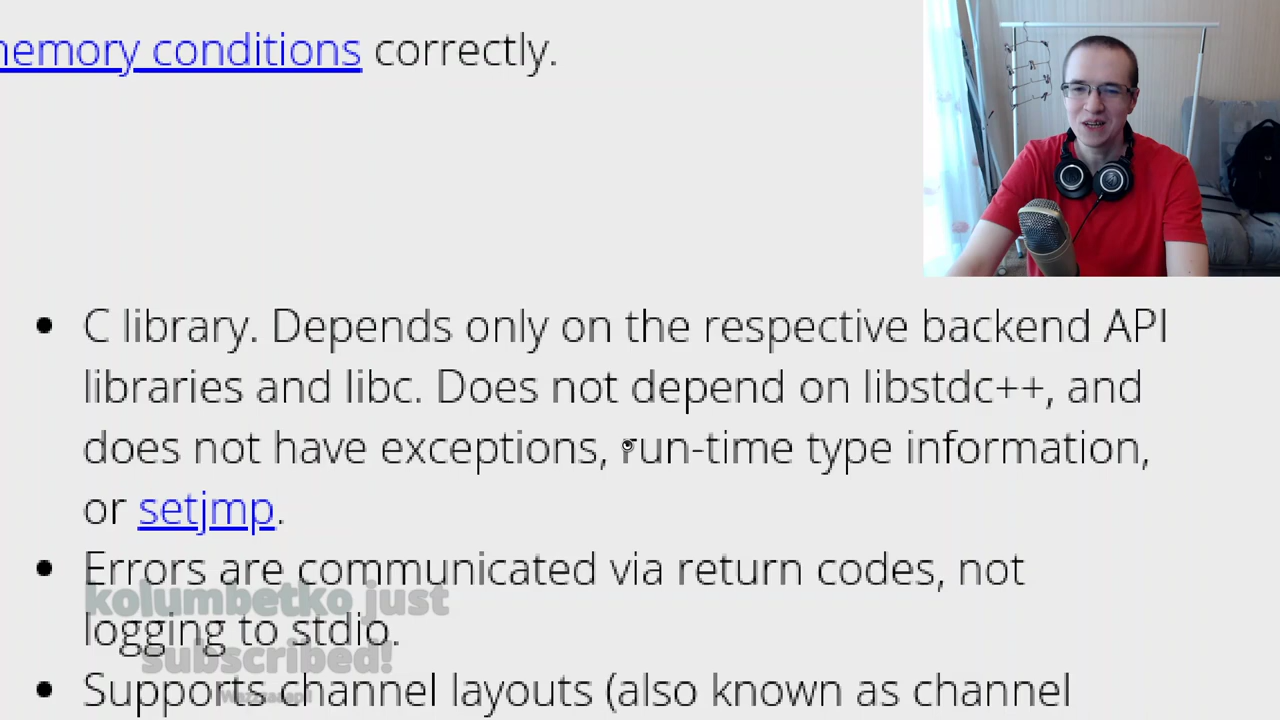 memory conditions correctly.
C library. Depends only on the respective backend API
libraries and libc. Does not depend on libstdc++, and
does not have exceptions, run-time type information,
or setjmp.
Errors are communicated via return codes, not
kolumbetko just
logging to stdio.
subscribed!
Supports channel layouts (also known as channel